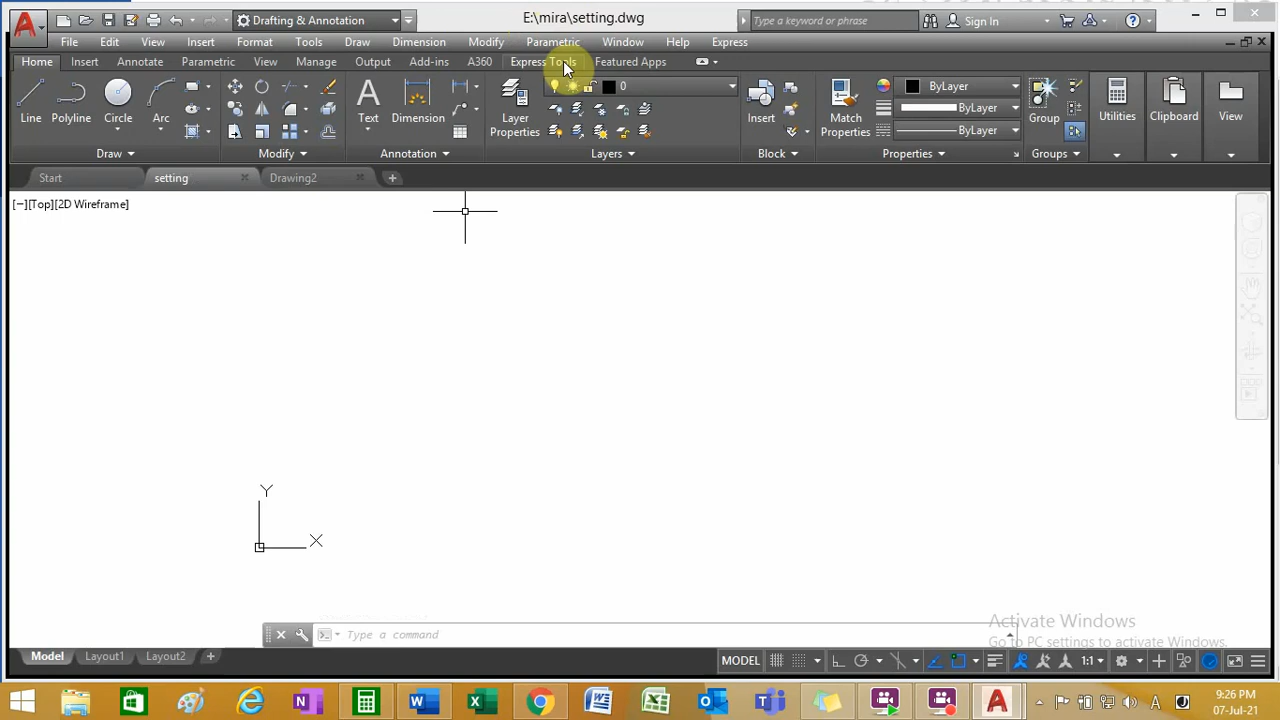 E:\mira\setting.dwg
Drafting & Annotation
Type a keyword or phrase
Sign In
File Edit View Insert Format Tools Draw Dimension Modify Parametric Window Help Express
Home Insert Annotate Parametric View Manage Output Add-ins A360 Express Tools Featured Apps
0
ByLayer
ByLayer
ByLayer
Line Polyline Circle Arc Text Dimension Layer Properties Insert Match Properties Group Utilities Clipboard View
Draw Modify Annotation Layers Block Properties Groups
Start setting Drawing2
[−][Top][2D Wireframe]
Y
X
Activate Windows
Go to PC settings to activate Windows.
Type a command
Model Layout1 Layout2
MODEL 1:1
9:26 PM
07-Jul-21